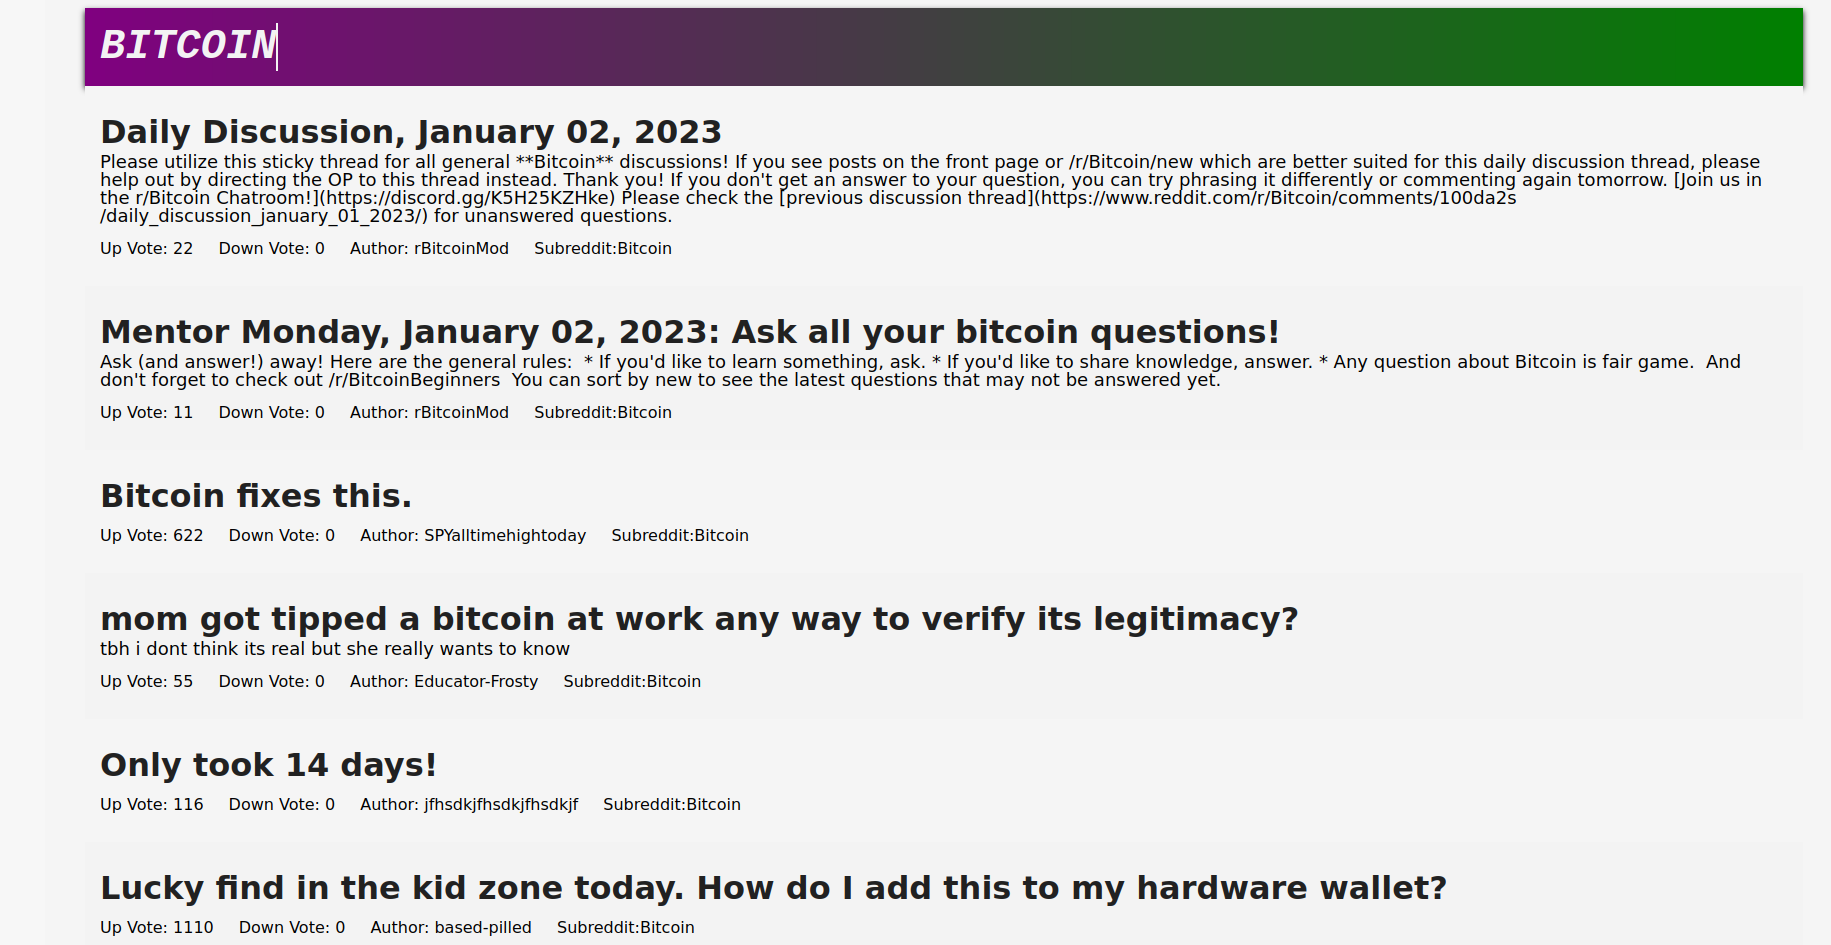 BITCOIN
Daily Discussion, January 02, 2023
Please utilize this sticky thread for all general **Bitcoin** discussions! If you see posts on the front page or /r/Bitcoin/new which are better suited for this daily discussion thread, please
help out by directing the OP to this thread instead. Thank you! If you don't get an answer to your question, you can try phrasing it differently or commenting again tomorrow. [Join us in
the r/Bitcoin Chatroom!](https://discord.gg/K5H25KZHke) Please check the [previous discussion thread](https://www.reddit.com/r/Bitcoin/comments/100da2s
/daily_discussion_january_01_2023/) for unanswered questions.
Up Vote: 22 Down Vote: 0 Author: rBitcoinMod Subreddit:Bitcoin
Mentor Monday, January 02, 2023: Ask all your bitcoin questions!
Ask (and answer!) away! Here are the general rules: * If you'd like to learn something, ask. * If you'd like to share knowledge, answer. * Any question about Bitcoin is fair game. And
don't forget to check out /r/BitcoinBeginners You can sort by new to see the latest questions that may not be answered yet.
Up Vote: 11 Down Vote: 0 Author: rBitcoinMod Subreddit:Bitcoin
Bitcoin fixes this.
Up Vote: 622 Down Vote: 0 Author: SPYalltimehightoday Subreddit:Bitcoin
mom got tipped a bitcoin at work any way to verify its legitimacy?
tbh i dont think its real but she really wants to know
Up Vote: 55 Down Vote: 0 Author: Educator-Frosty Subreddit:Bitcoin
Only took 14 days!
Up Vote: 116 Down Vote: 0 Author: jfhsdkjfhsdkjfhsdkjf Subreddit:Bitcoin
Lucky find in the kid zone today. How do I add this to my hardware wallet?
Up Vote: 1110 Down Vote: 0 Author: based-pilled Subreddit:Bitcoin